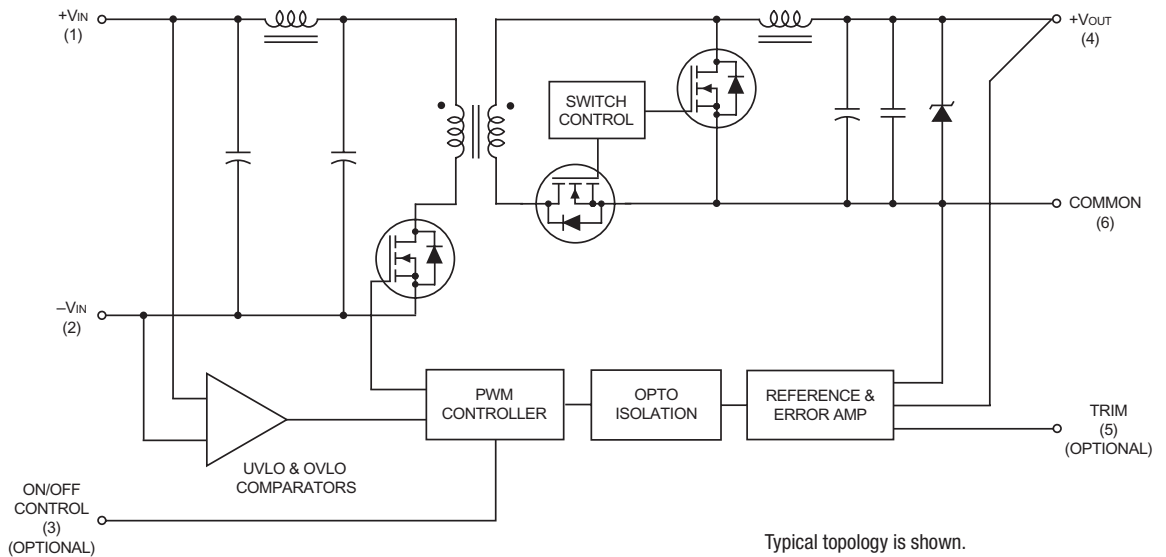 +VIN
(1)
+VOUT
(4)
SWITCH
CONTROL
COMMON
(6)
–VIN
(2)
PWM
CONTROLLER
OPTO
ISOLATION
REFERENCE &
ERROR AMP
TRIM
(5)
(OPTIONAL)
UVLO & OVLO
COMPARATORS
ON/OFF
CONTROL
(3)
(OPTIONAL)
Typical topology is shown.